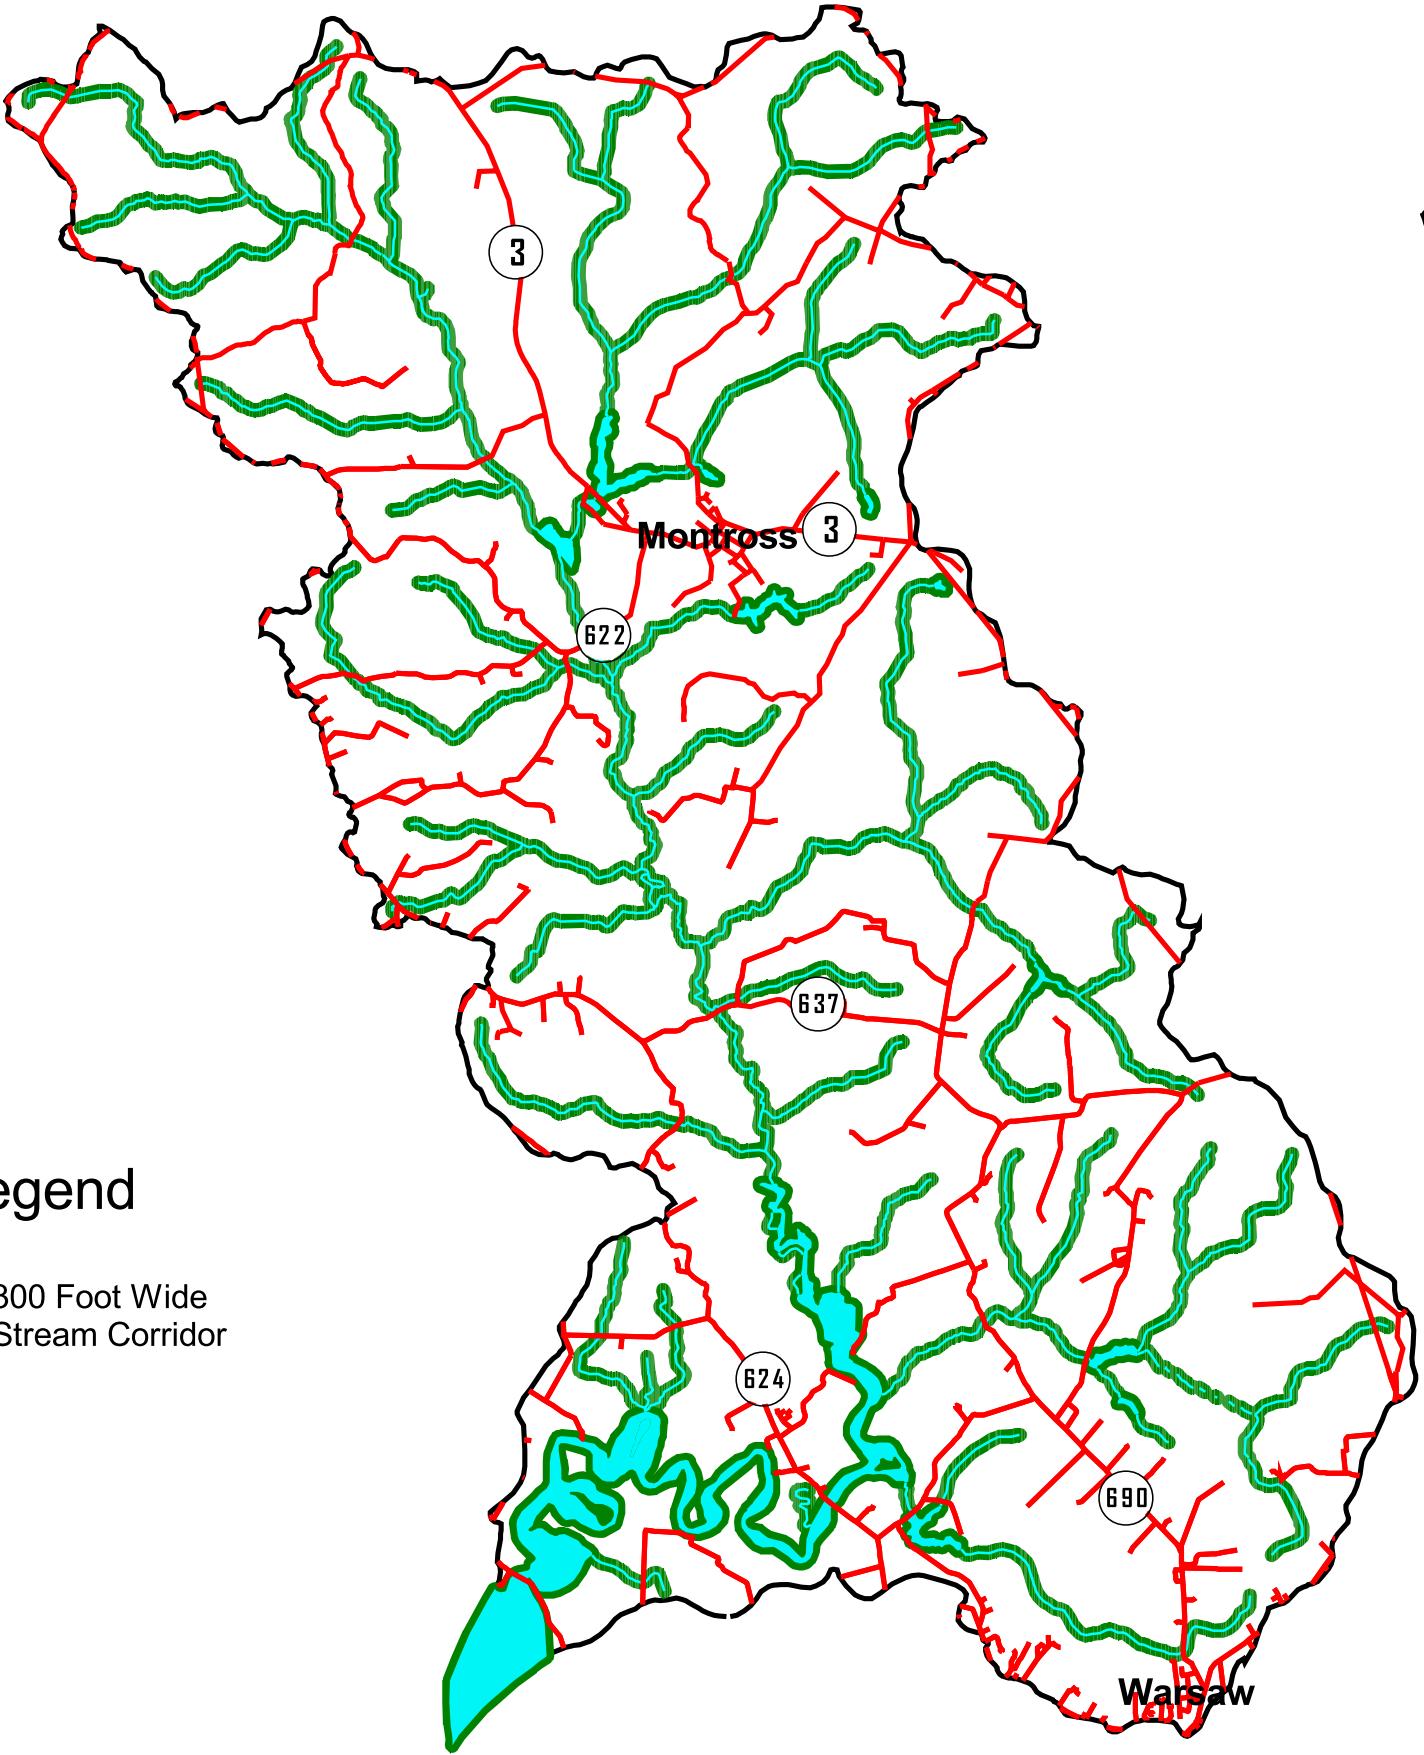 3
Montross
3
622
637
egend
300 Foot Wide
Stream Corridor
624
690
Warsaw